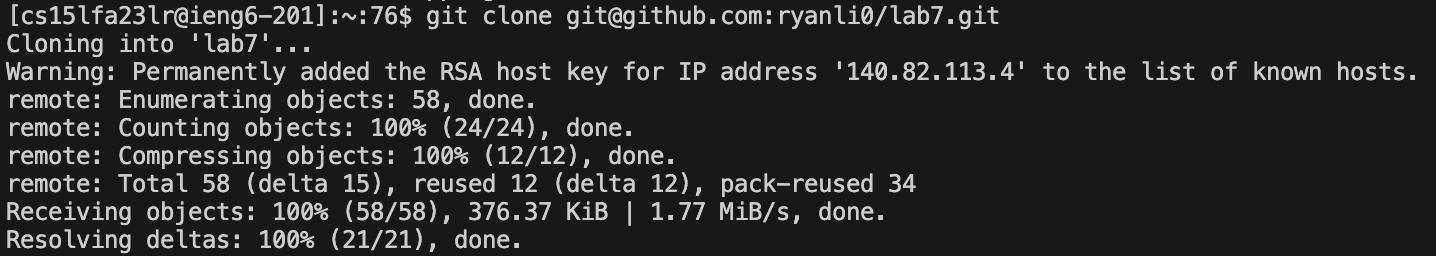 [cs15lfa23lr@ieng6-201]:~:76$ git clone git@github.com:ryanli0/lab7.git
Cloning into 'lab7'...
Warning: Permanently added the RSA host key for IP address '140.82.113.4' to the list of known hosts.
remote: Enumerating objects: 58, done.
remote: Counting objects: 100% (24/24), done.
remote: Compressing objects: 100% (12/12), done.
remote: Total 58 (delta 15), reused 12 (delta 12), pack-reused 34
Receiving objects: 100% (58/58), 376.37 KiB | 1.77 MiB/s, done.
Resolving deltas: 100% (21/21), done.